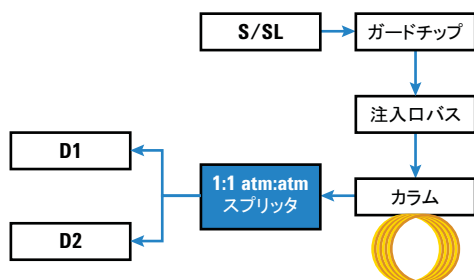 S/SL
ガードチップ
注入口バス
カラム
1:1 atm:atm
スプリッタ
D1
D2